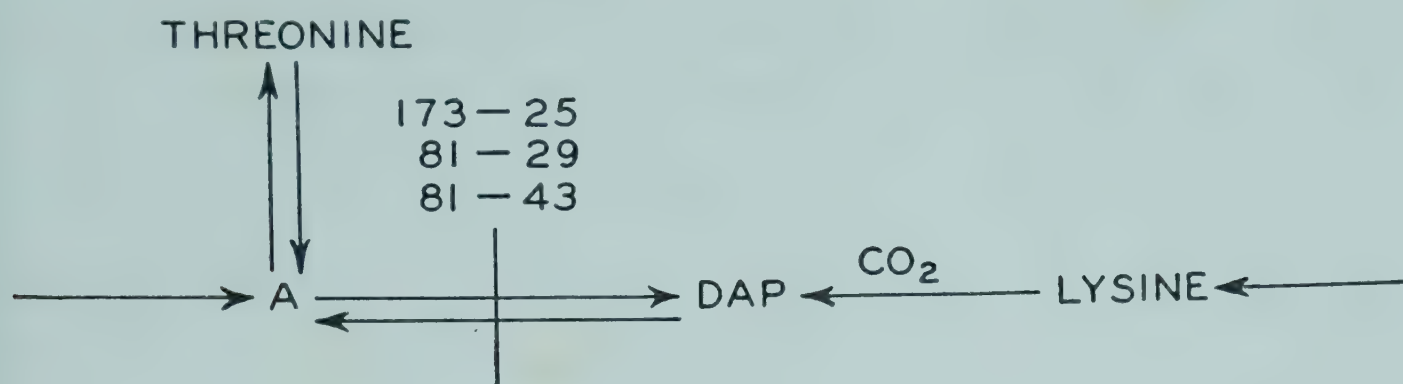 THREONINE
173 — 25
81 — 29
81 — 43
CO₂
A DAP LYSINE